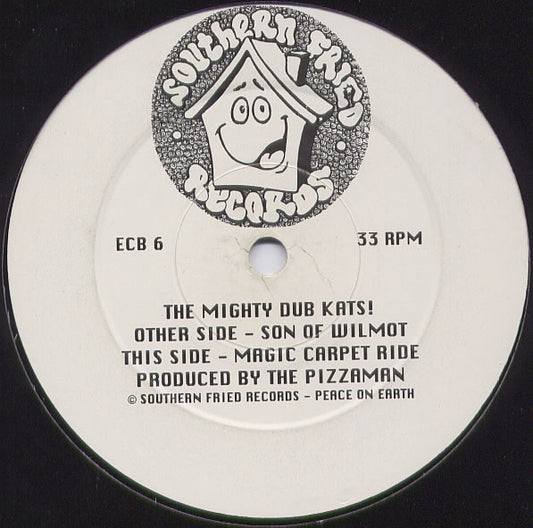 SOUTHERN FRIED
RECORDS
ECB 6
33 RPM
THE MIGHTY DUB KATS!
OTHER SIDE - SON OF WILMOT
THIS SIDE - MAGIC CARPET RIDE
PRODUCED BY THE PIZZAMAN
© SOUTHERN FRIED RECORDS - PEACE ON EARTH